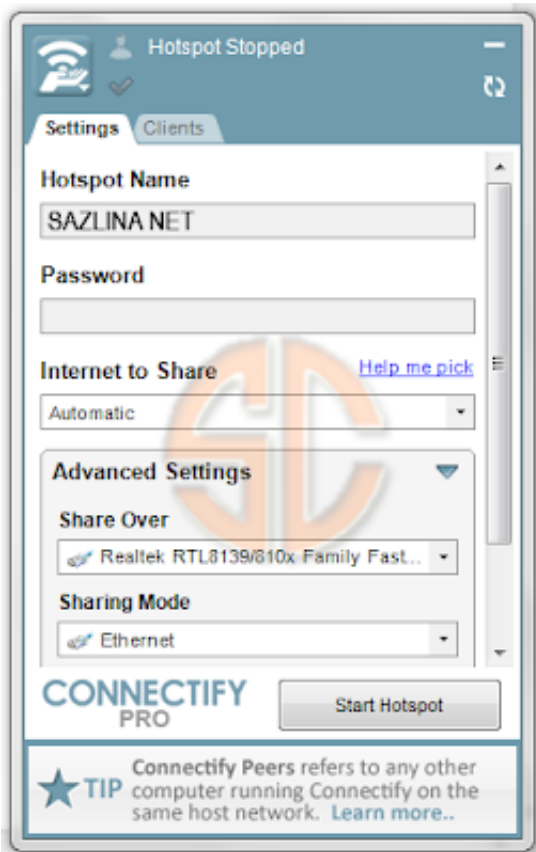 Hotspot Stopped
Settings Clients
Hotspot Name
SAZLINA NET
Password
Internet to Share Help me pick
Automatic
Advanced Settings
Share Over
Realtek RTL8139/810x Family Fast...
Sharing Mode
Ethernet
CONNECTIFY
PRO
Start Hotspot
TIP
Connectify Peers refers to any other
computer running Connectify on the
same host network. Learn more..
SC